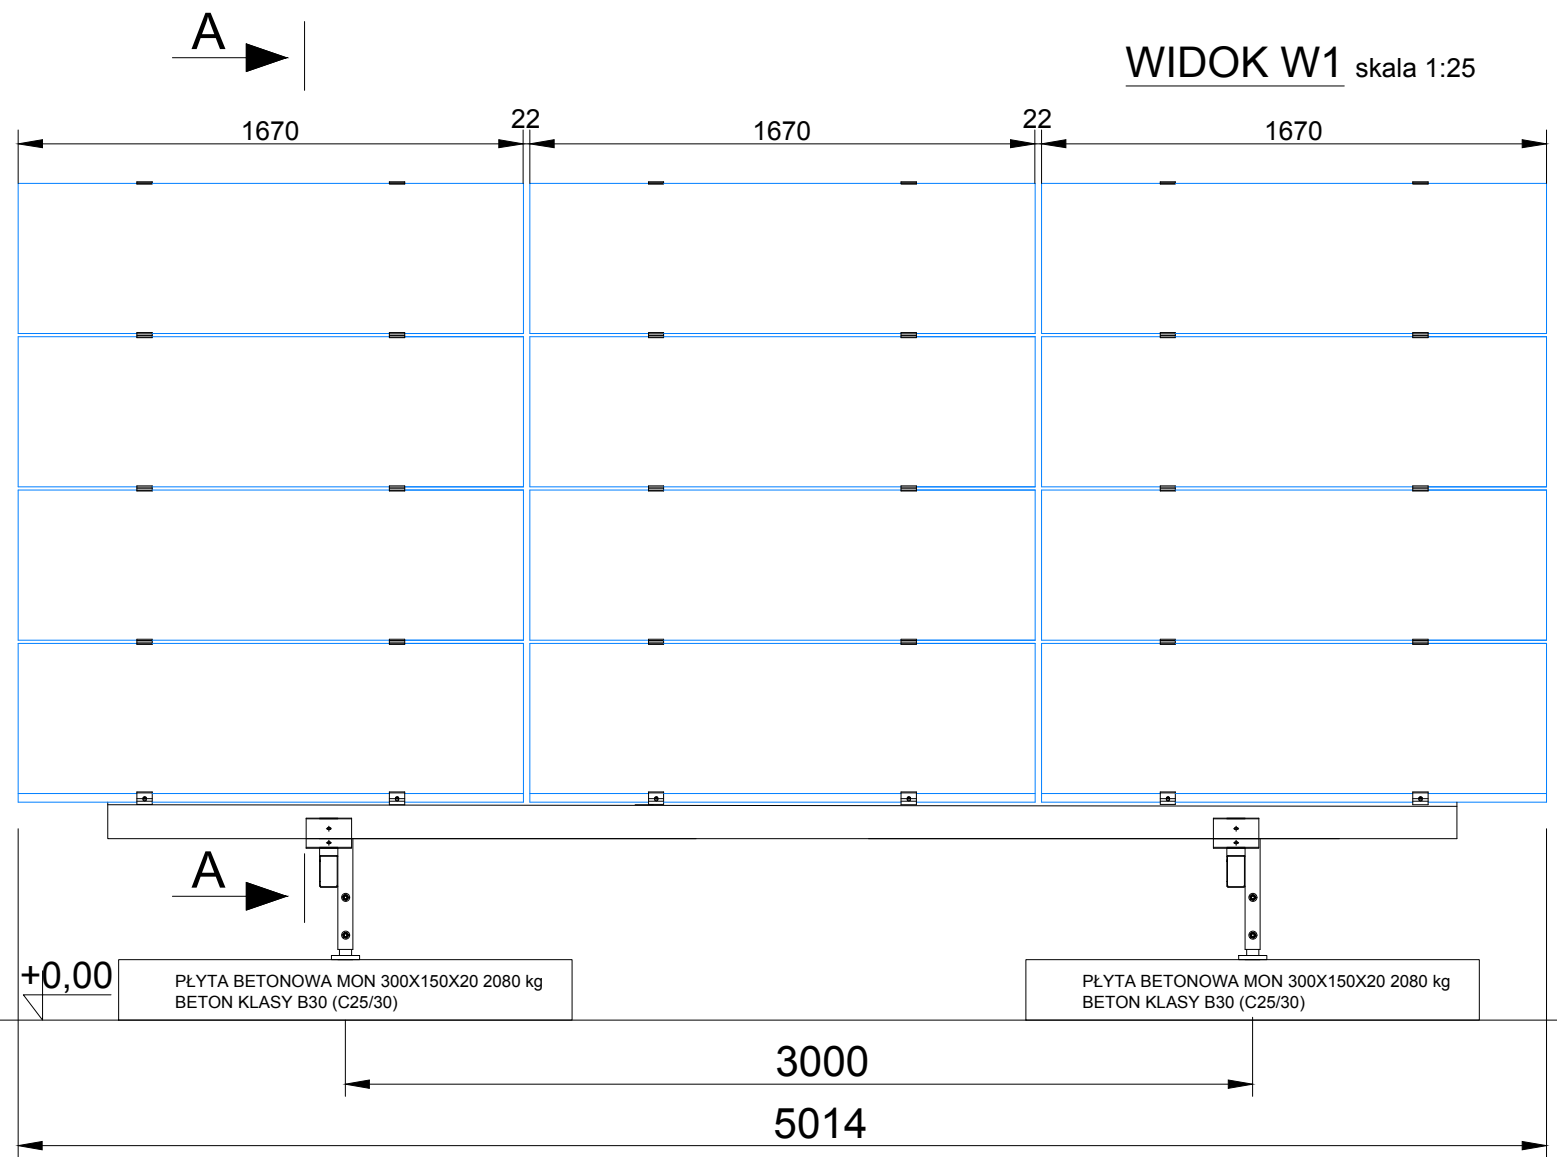 A
WIDOK W1 skala 1:25
1670
22
1670
22
1670
A
+0,00
PŁYTA BETONOWA MON 300X150X20 2080 kg
BETON KLASY B30 (C25/30)
PŁYTA BETONOWA MON 300X150X20 2080 kg
BETON KLASY B30 (C25/30)
3000
5014